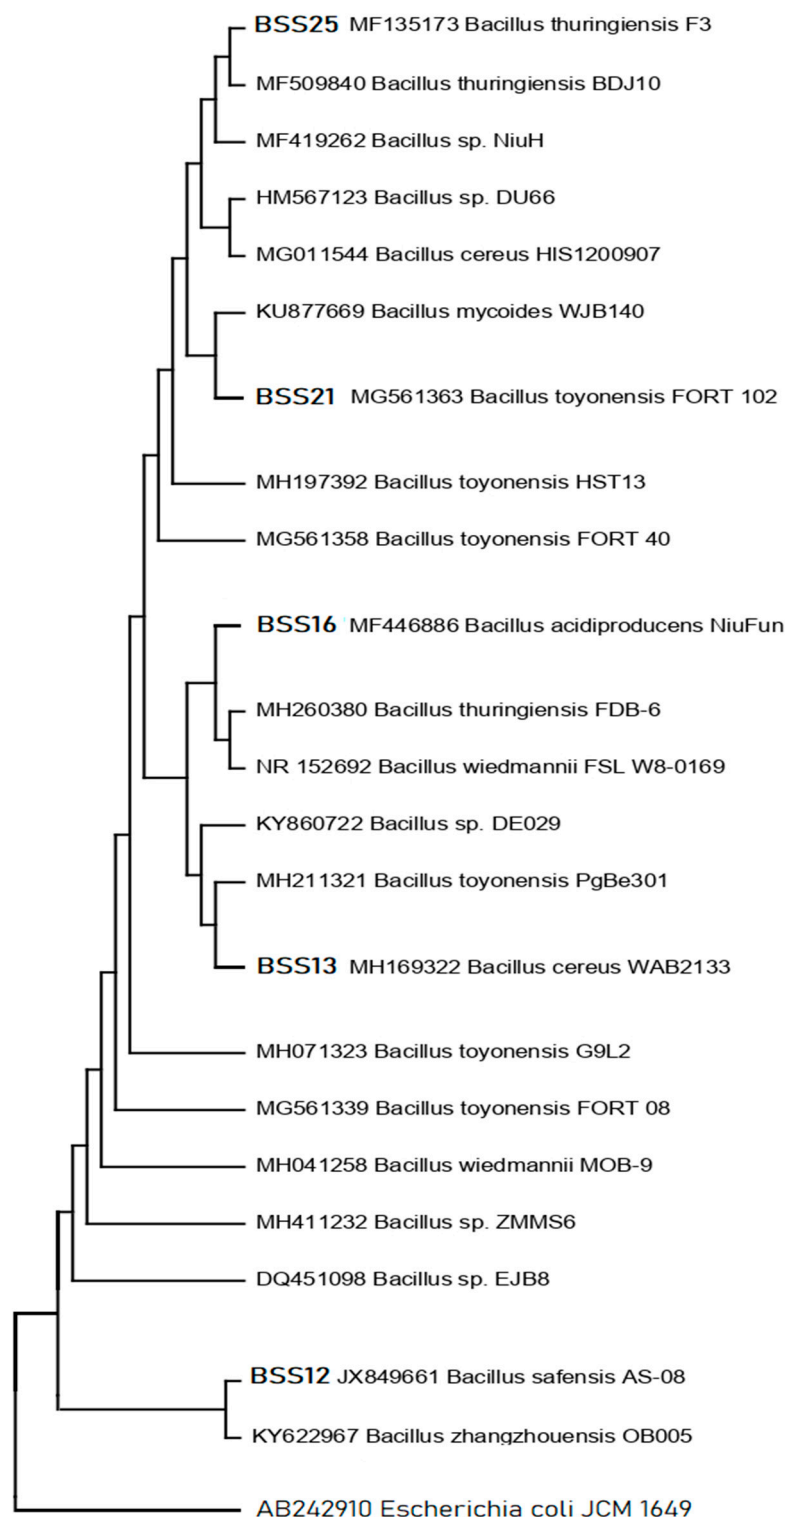 BSS25 MF135173 Bacillus thuringiensis F3
MF509840 Bacillus thuringiensis BDJ10
MF419262 Bacillus sp. NiuH
HM567123 Bacillus sp. DU66
MG011544 Bacillus cereus HIS1200907
KU877669 Bacillus mycoides WJB140
BSS21 MG561363 Bacillus toyonensis FORT 102
MH197392 Bacillus toyonensis HST13
MG561358 Bacillus toyonensis FORT 40
BSS16 MF446886 Bacillus acidiproducens NiuFun
MH260380 Bacillus thuringiensis FDB-6
NR 152692 Bacillus wiedmannii FSL W8-0169
KY860722 Bacillus sp. DE029
MH211321 Bacillus toyonensis PgBe301
BSS13 MH169322 Bacillus cereus WAB2133
MH071323 Bacillus toyonensis G9L2
MG561339 Bacillus toyonensis FORT 08
MH041258 Bacillus wiedmannii MOB-9
MH411232 Bacillus sp. ZMMS6
DQ451098 Bacillus sp. EJB8
BSS12 JX849661 Bacillus safensis AS-08
KY622967 Bacillus zhangzhouensis OB005
AB242910 Escherichia coli JCM 1649